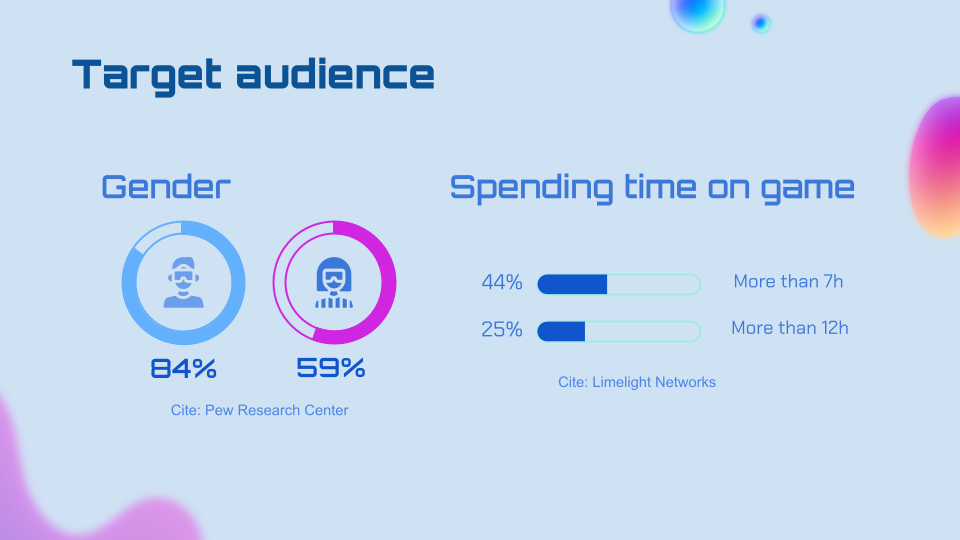 Target audience
Gender
84%
59%
Cite: Pew Research Center
Spending time on game
44% More than 7h
25% More than 12h
Cite: Limelight Networks